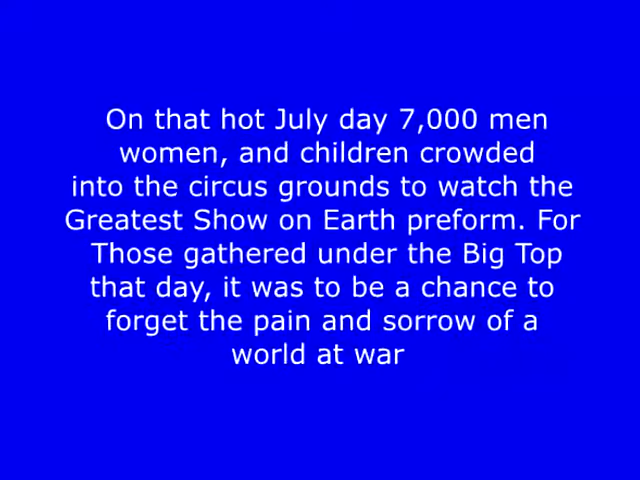 On that hot July day 7,000 men
women, and children crowded
into the circus grounds to watch the
Greatest Show on Earth preform. For
Those gathered under the Big Top
that day, it was to be a chance to
forget the pain and sorrow of a
world at war